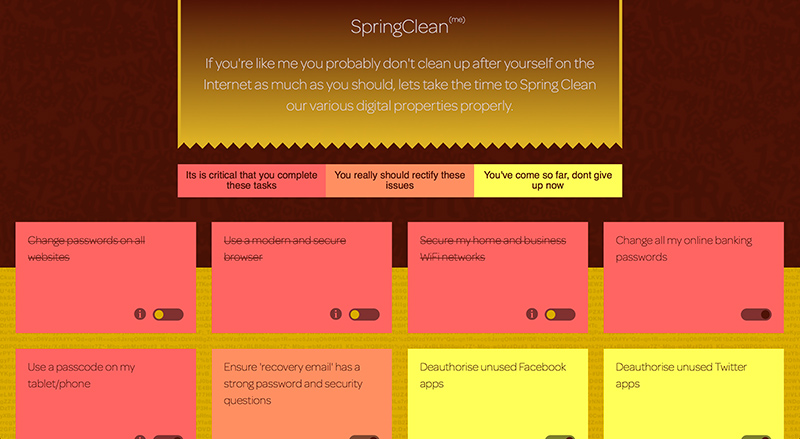 SpringClean(me)
If you're like me you probably don't clean up after yourself on the
Internet as much as you should, lets take the time to Spring Clean
our various digital properties properly.
Its is critical that you complete
these tasks
You really should rectify these
issues
You've come so far, dont give
up now
Change passwords on all
websites
Use a modern and secure
browser
Secure my home and business
WiFi networks
Change all my online banking
passwords
i
i
i
Use a passcode on my
tablet/phone
Ensure 'recovery email' has a
strong password and security
questions
Deauthorise unused Facebook
apps
Deauthorise unused Twitter
apps